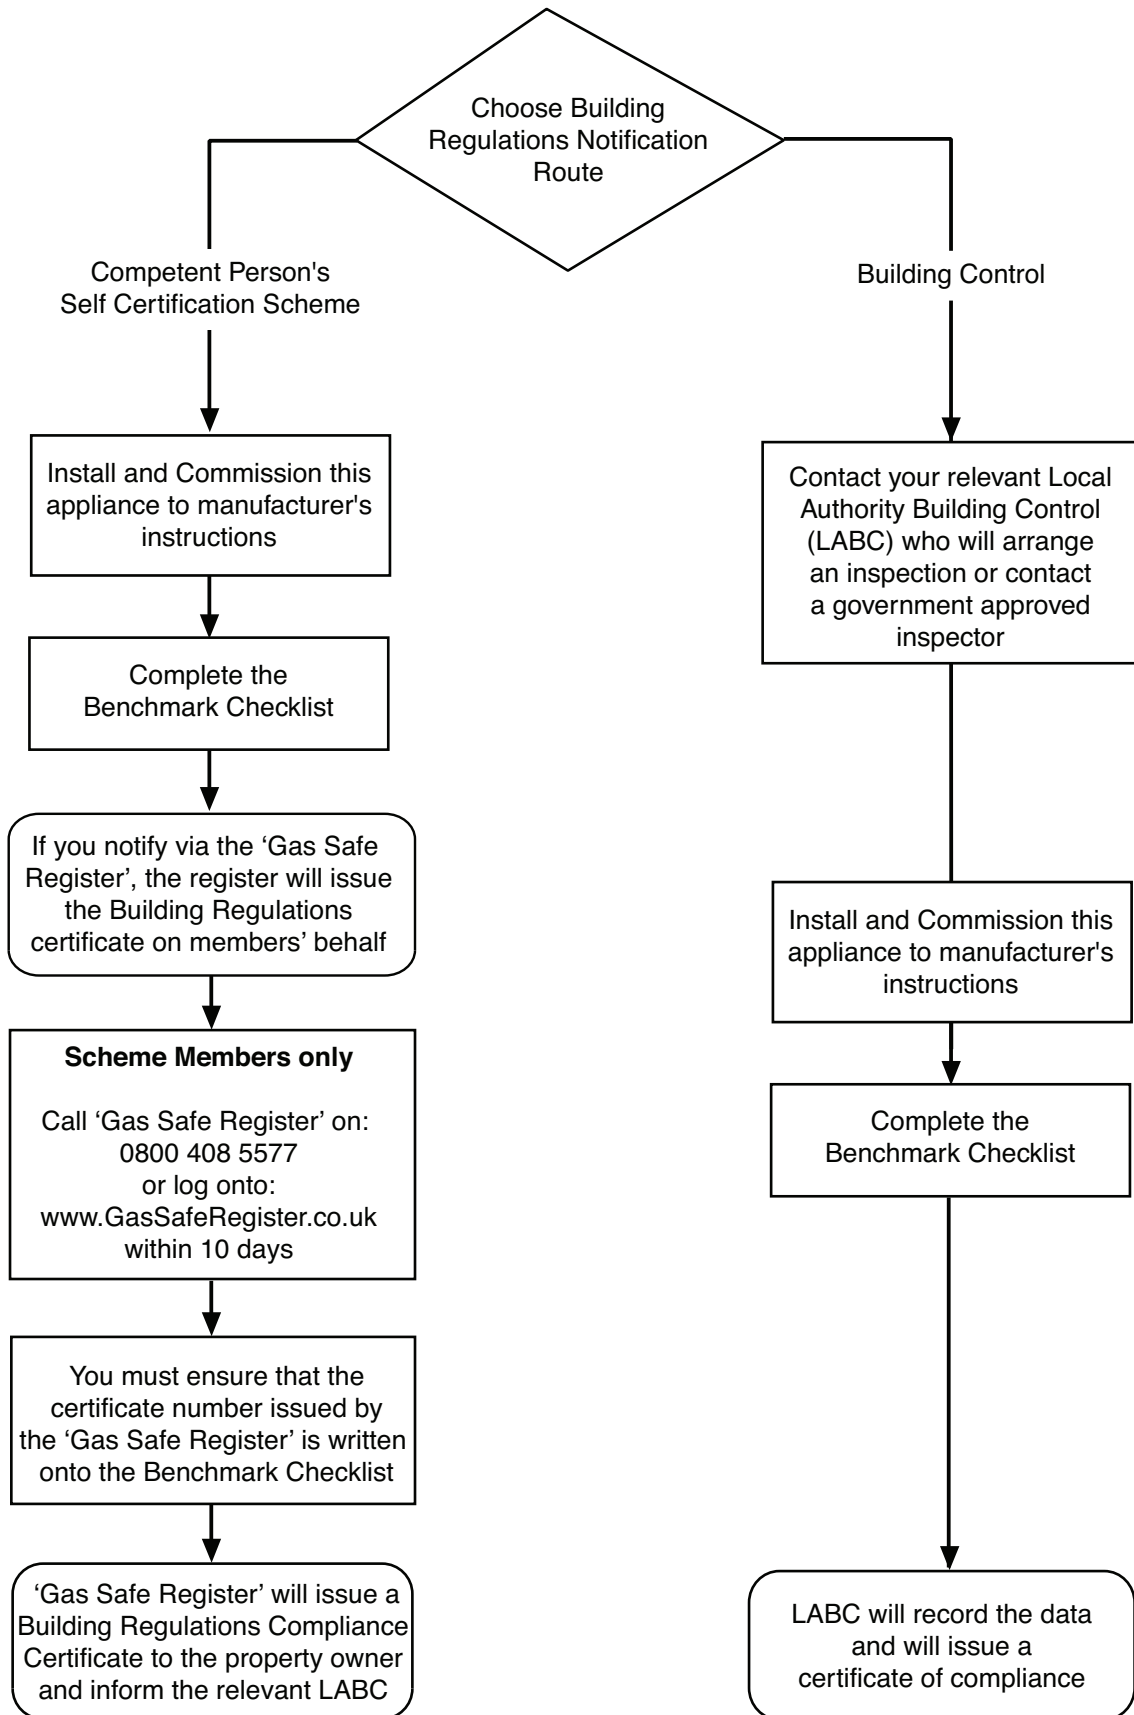 Choose Building
Regulations Notification
Route
Competent Person's
Self Certification Scheme
Building Control
Install and Commission this
appliance to manufacturer's
instructions
Contact your relevant Local
Authority Building Control
(LABC) who will arrange
an inspection or contact
a government approved
inspector
Complete the
Benchmark Checklist
If you notify via the ‘Gas Safe
Register’, the register will issue
the Building Regulations
certificate on members’ behalf
Install and Commission this
appliance to manufacturer's
instructions
Scheme Members only
Call ‘Gas Safe Register’ on:
0800 408 5577
or log onto:
www.GasSafeRegister.co.uk
within 10 days
Complete the
Benchmark Checklist
You must ensure that the
certificate number issued by
the ‘Gas Safe Register’ is written
onto the Benchmark Checklist
‘Gas Safe Register’ will issue a
Building Regulations Compliance
Certificate to the property owner
and inform the relevant LABC
LABC will record the data
and will issue a
certificate of compliance